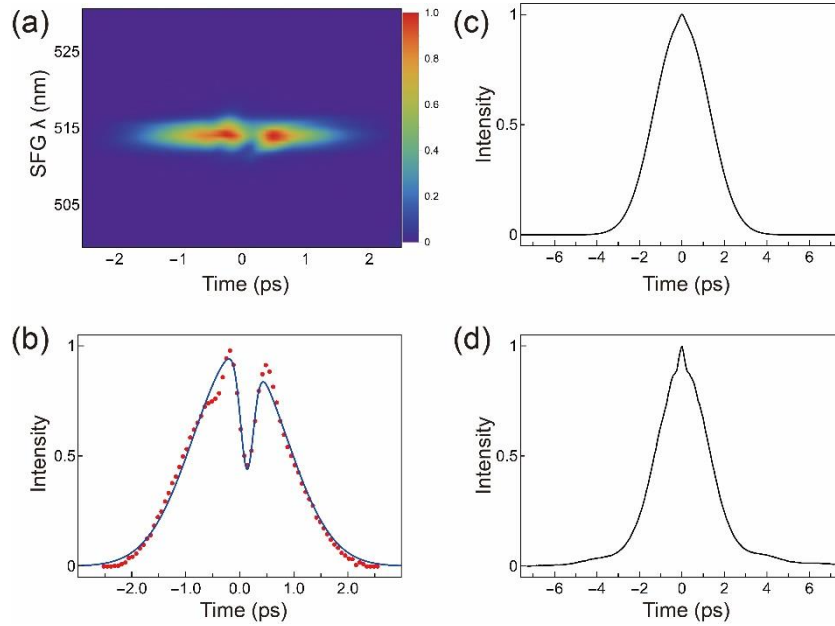 (a)
SFG λ (nm)
525
515
505
1.0
0.8
0.6
0.4
0.2
0
−2 −1 0 1 2
Time (ps)
(c)
Intensity
1
0.5
0
−6 −4 −2 0 2 4 6
Time (ps)
(b)
Intensity
1
0.5
0
−2.0 −1.0 0.0 1.0 2.0
Time (ps)
(d)
Intensity
1
0.5
0
−6 −4 −2 0 2 4 6
Time (ps)